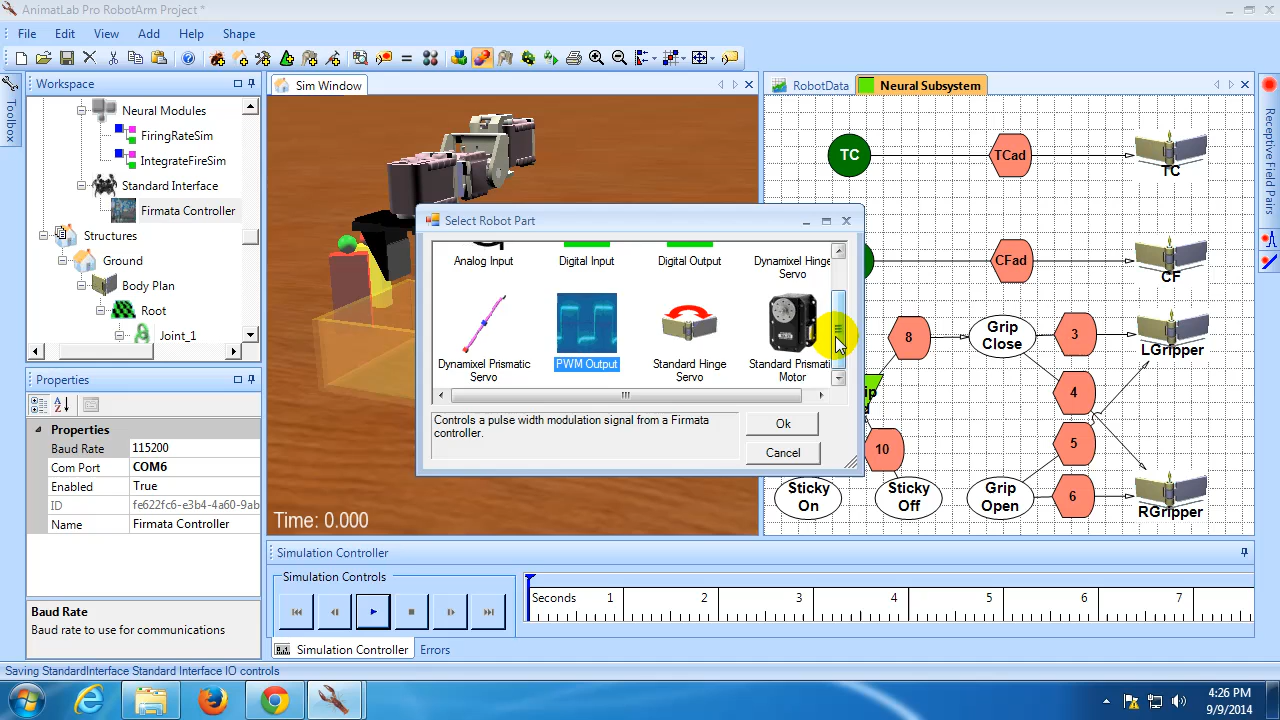 AnimatLab Pro RobotArm Project *
File Edit View Add Help Shape
Toolbox
Workspace
Neural Modules
FiringRateSim
IntegrateFireSim
Standard Interface
Firmata Controller
Structures
Ground
Body Plan
Root
Joint_1
Properties
Properties
Baud Rate 115200
Com Port COM6
Enabled True
ID fe622fc6-e3b4-4a60-9ab
Name Firmata Controller
Baud Rate
Baud rate to use for communications
Sim Window
Time: 0.000
Select Robot Part
Analog Input Digital Input Digital Output Dynamixel Hinge Servo
Dynamixel Prismatic Servo PWM Output Standard Hinge Servo Standard Prismati Motor
Controls a pulse width modulation signal from a Firmata
controller.
Ok
Cancel
RobotData Neural Subsystem
TC TCad TC
CFad CF
8 Grip Close 3 LGripper
4
10 5
Sticky On Sticky Off Grip Open 6 RGripper
Receptive Field Pairs
Simulation Controller
Simulation Controls
Seconds 1 2 3 4 5 6 7
Simulation Controller Errors
Saving StandardInterface Standard Interface IO controls
4:26 PM
9/9/2014